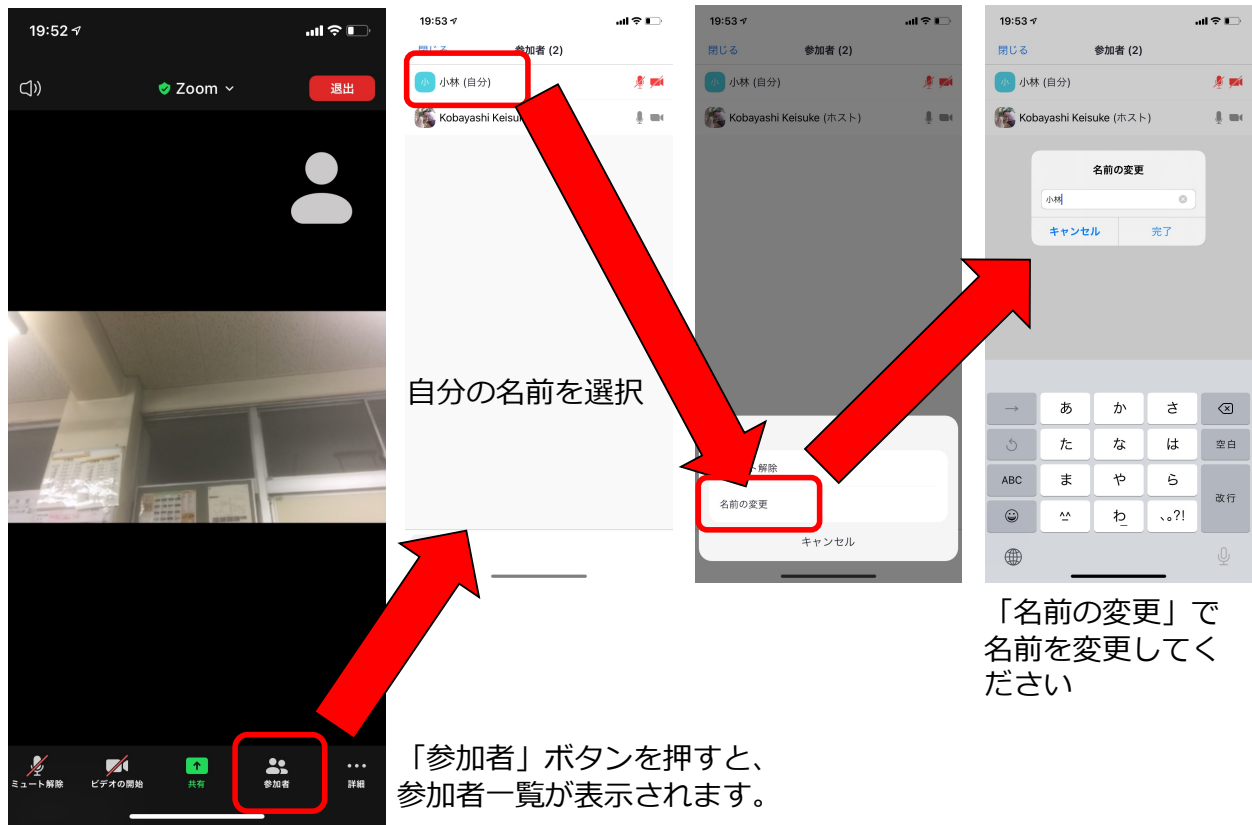 19:52
Zoom
退出
ミュート解除
ビデオの開始
共有
参加者
詳細
19:53
閉じる
参加者 (2)
小 小林 (自分)
Kobayashi
自分の名前を選択
19:53
閉じる
参加者 (2)
小林 (自分)
Kobayashi Keisuke (ホスト)
解除
名前の変更
キャンセル
19:53
閉じる
参加者 (2)
小 小林 (自分)
Kobayashi Keisuke (ホスト)
名前の変更
小林
キャンセル
完了
→ あ か さ
た な は 空白
ABC ま や ら
改行
^^ わ 、。?!
「名前の変更」で
名前を変更してく
ださい
「参加者」ボタンを押すと、
参加者一覧が表示されます。